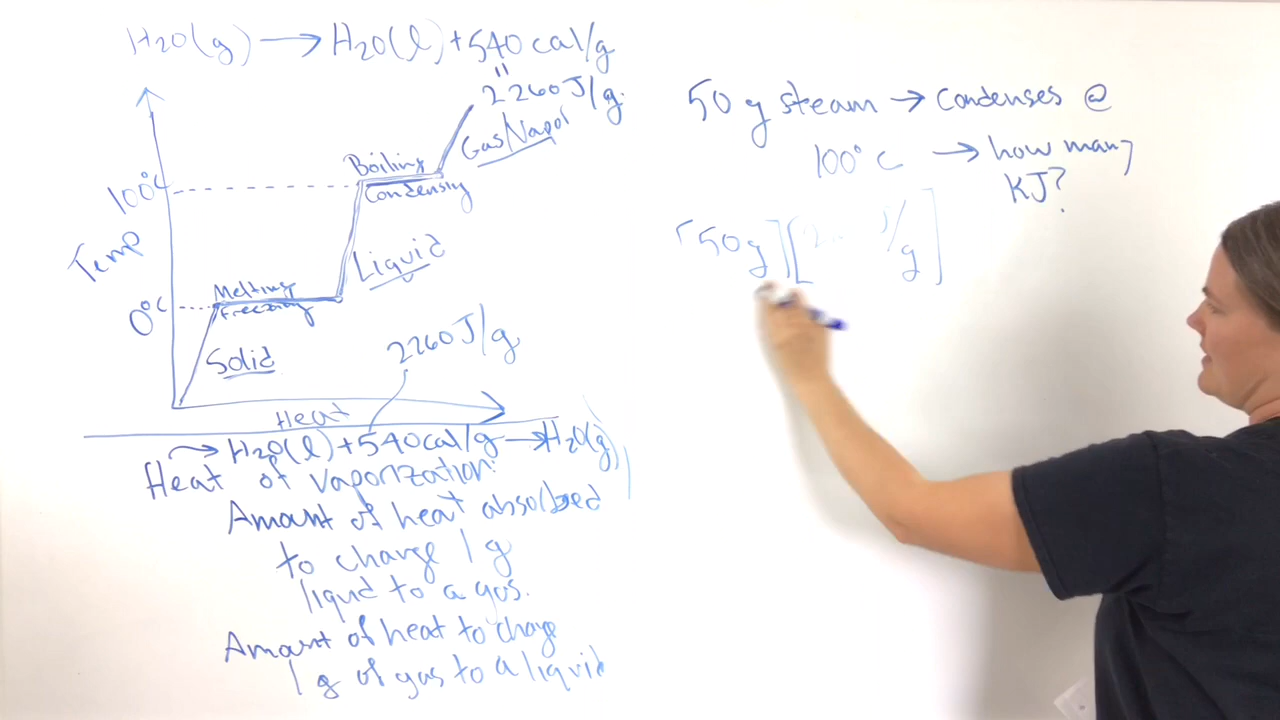 H2O(g) → H2O(l) + 540 cal/g
"
2260 J/g.
Gas/Vapor
Boiling
Condensing
100°C
Temp
Liquid
Melting
Freezing
0°C
Solid
2260 J/g
Heat
→ H2O(l) + 540 cal/g → H2O(g)
Heat of vaporization:
Amount of heat absorbed
to change 1 g
liquid to a gas.
Amount of heat to change
1 g of gas to a liquid
50 g steam → Condenses @
100°C → how many
KJ?
[50g][2 J/g]